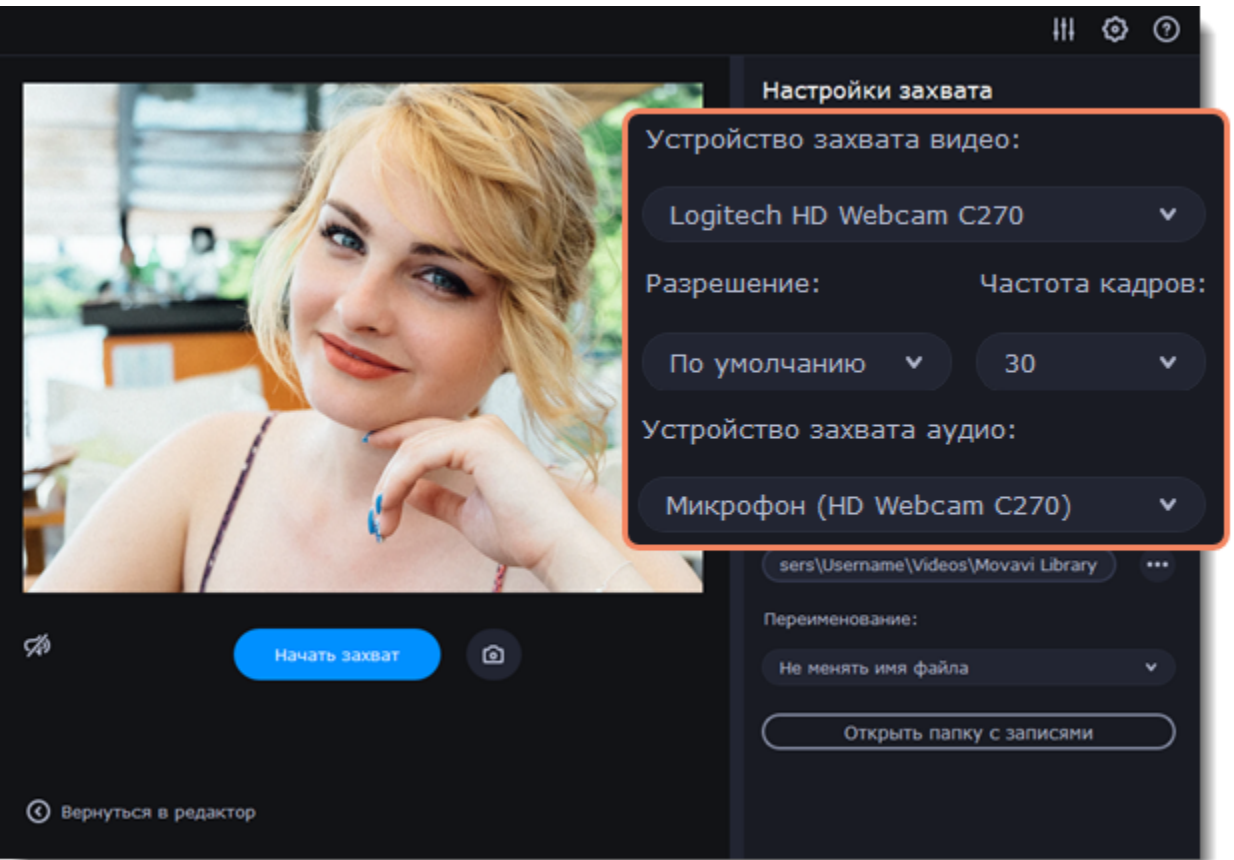 Настройки захвата
Устройство захвата видео:
Logitech HD Webcam C270
Разрешение: Частота кадров:
По умолчанию 30
Устройство захвата аудио:
Микрофон (HD Webcam C270)
sers\Username\Videos\Movavi Library
Переименование:
Начать захват
Не менять имя файла
Открыть папку с записями
Вернуться в редактор